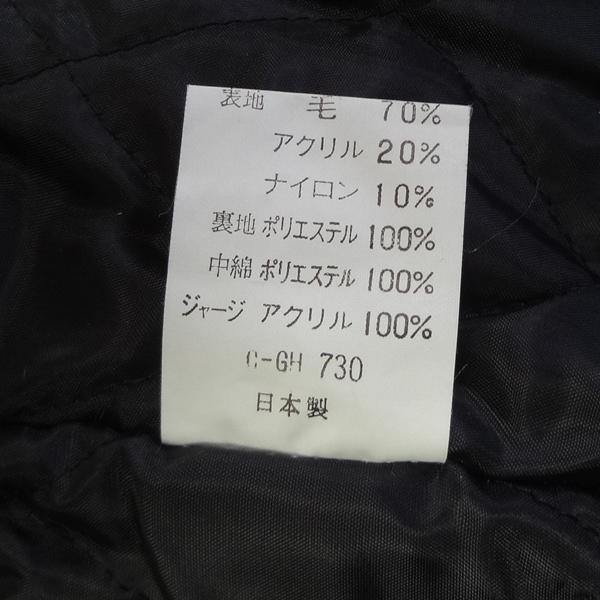 表地 毛 70%
アクリル 20%
ナイロン 10%
裏地 ポリエステル 100%
中綿 ポリエステル 100%
ジャージ アクリル 100%
C-GH 730
日本製